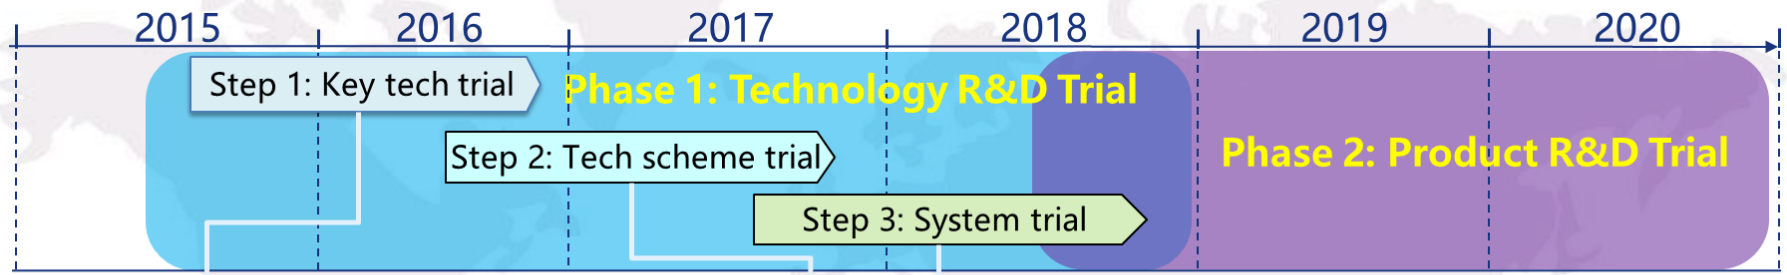 2015 2016 2017 2018 2019 2020
Step 1: Key tech trial
Phase 1: Technology R&D Trial
Step 2: Tech scheme trial
Phase 2: Product R&D Trial
Step 3: System trial